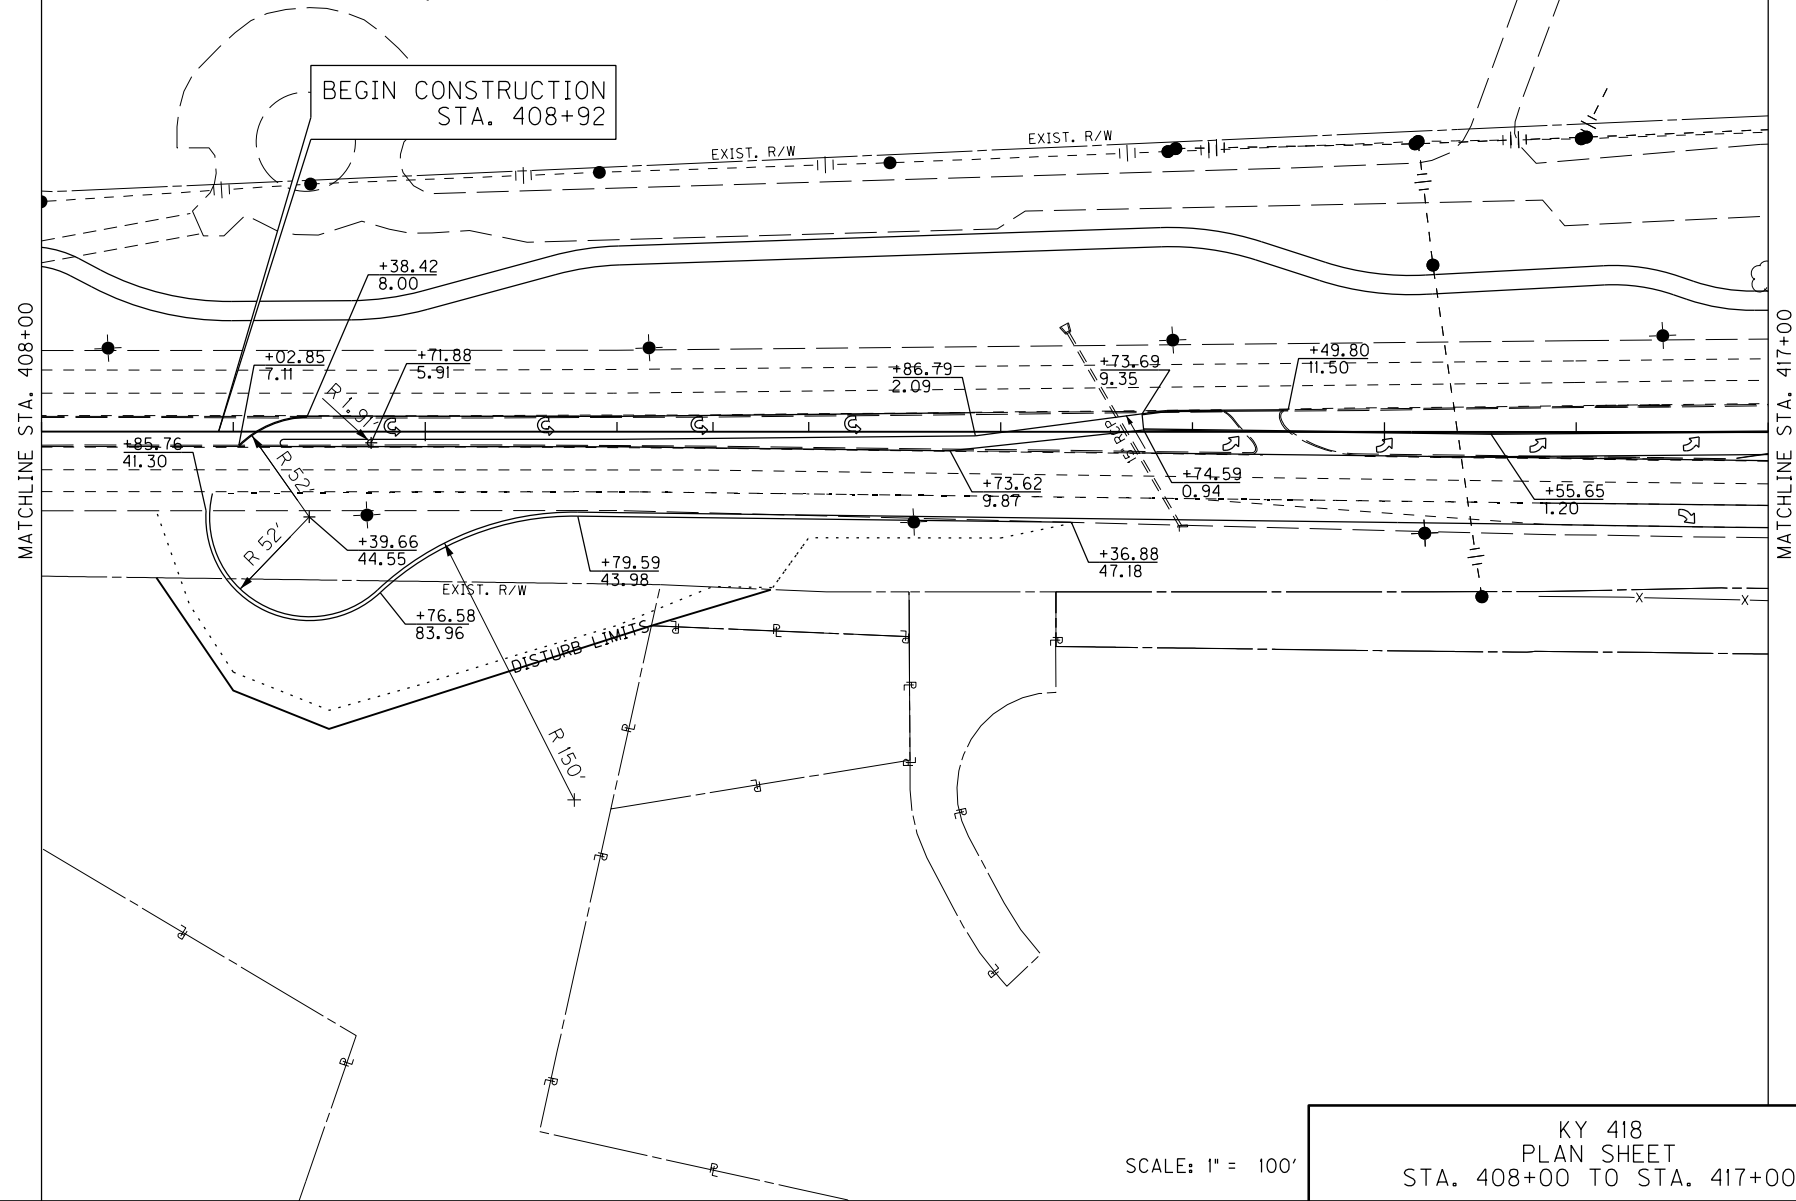 BEGIN CONSTRUCTION
STA. 408+92
EXIST. R/W
EXIST. R/W
+38.42
8.00
MATCHLINE STA. 408+00
MATCHLINE STA. 417+00
+02.85
7.11
R 1.91'
+71.88
5.91
+86.79
2.09
+73.69
9.35
+49.80
11.50
+85.76
41.30
R 52'
15" RCP
+73.62
9.87
+74.59
0.94
+55.65
1.20
R 52'
+39.66
44.55
+79.59
43.98
+36.88
47.18
EXIST. R/W
+76.58
83.96
DISTURB LIMITS
R 150'
X
X
SCALE: 1" = 100'
KY 418
PLAN SHEET
STA. 408+00 TO STA. 417+00